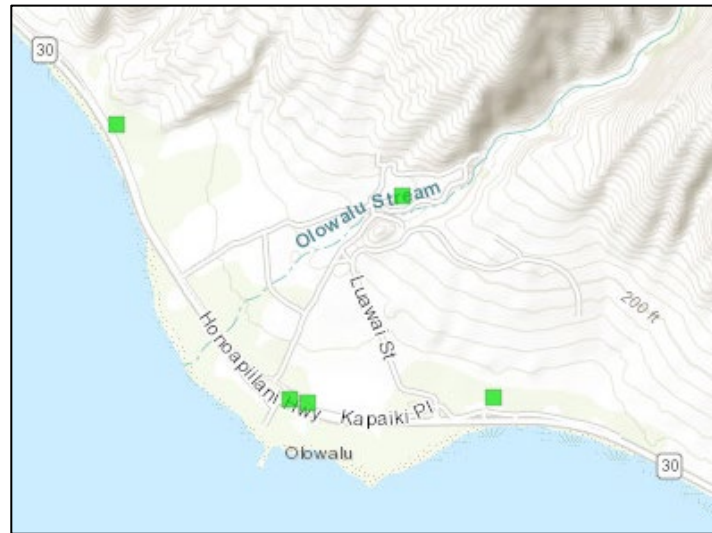 30
Olowalu Stream
Luawai St
200 ft
Honoapiilani Hwy
Kapaiki Pl
Olowalu
30